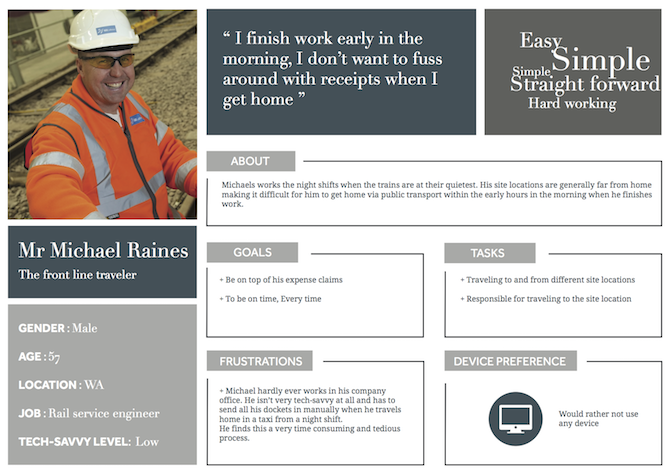 “ I finish work early in the
morning, I don’t want to fuss
around with receipts when I
get home ”
Easy
Simple
Simple
Straight forward
Hard working
ABOUT
Michaels works the night shifts when the trains are at their quietest. His site locations are generally far from home
making it difficult for him to get home via public transport within the early hours in the morning when he finishes
work.
Mr Michael Raines
The front line traveler
GENDER : Male
AGE : 57
LOCATION : WA
JOB : Rail service engineer
TECH-SAVVY LEVEL: Low
GOALS
+ Be on top of his expense claims
+ To be on time, Every time
TASKS
+ Traveling to and from different site locations
+ Responsible for traveling to the site location
FRUSTRATIONS
+ Michael hardly ever works in his company
office. He isn’t very tech-savvy at all and has to
send all his dockets in manually when he travels
home in a taxi from a night shift.
He finds this a very time consuming and tedious
process.
DEVICE PREFERENCE
Would rather not use
any device